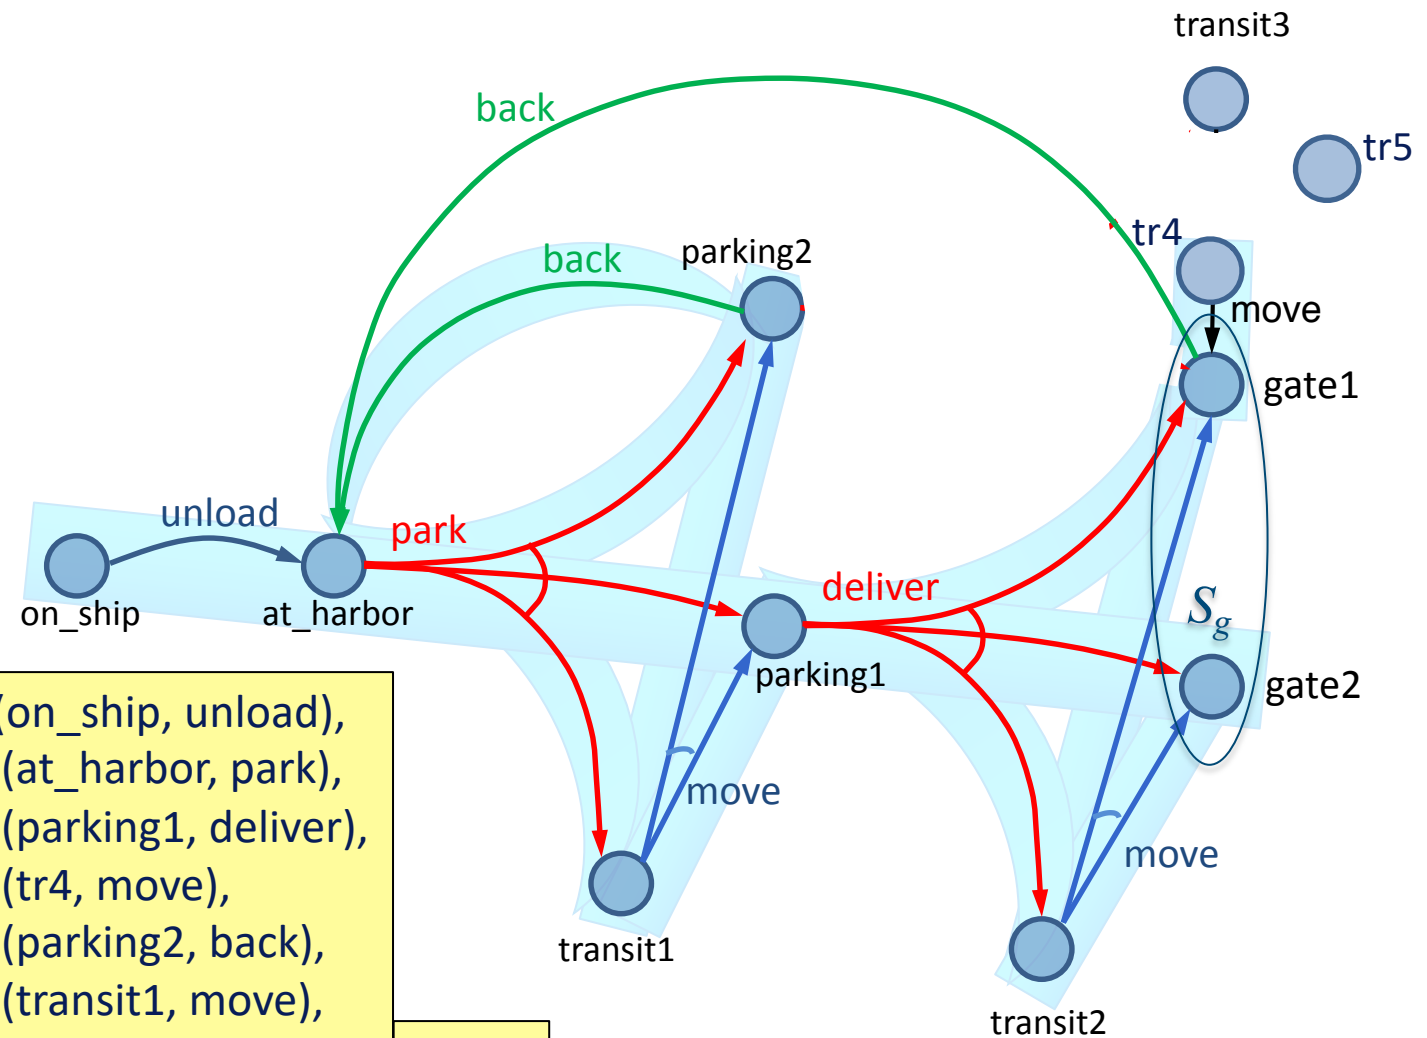 transit3
tr5
back
tr4
parking2
back
move
gate1
unload
park
deliver
on_ship
at_harbor
S_g
parking1
gate2
(on_ship, unload),
(at_harbor, park),
(parking1, deliver),
(tr4, move),
(parking2, back),
(transit1, move),
move
move
transit1
transit2